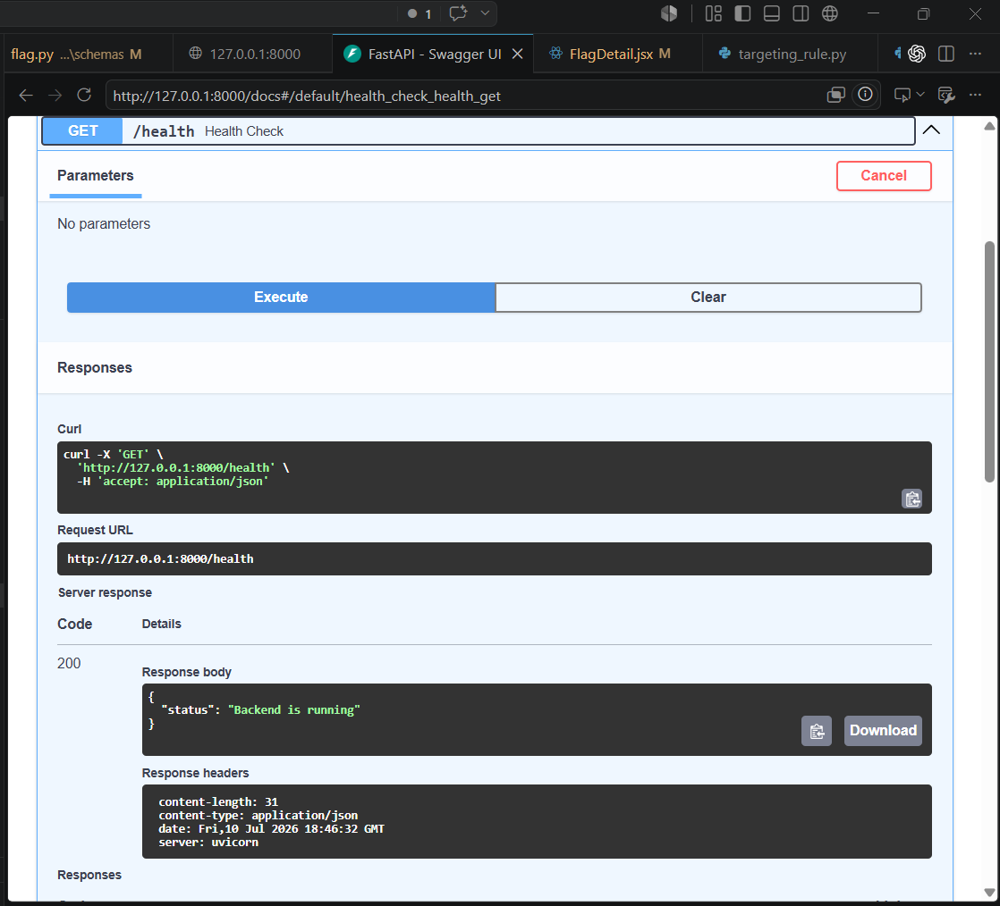 1
flag.py ...\schemas M
127.0.0.1:8000
FastAPI - Swagger UI
FlagDetail.jsx M
targeting_rule.py
http://127.0.0.1:8000/docs#/default/health_check_health_get
GET /health Health Check
Parameters
Cancel
No parameters
Execute
Clear
Responses
Curl
curl -X 'GET' \
'http://127.0.0.1:8000/health' \
-H 'accept: application/json'
Request URL
http://127.0.0.1:8000/health
Server response
Code Details
200
Response body
{
"status": "Backend is running"
}
Download
Response headers
content-length: 31
content-type: application/json
date: Fri,10 Jul 2026 18:46:32 GMT
server: uvicorn
Responses